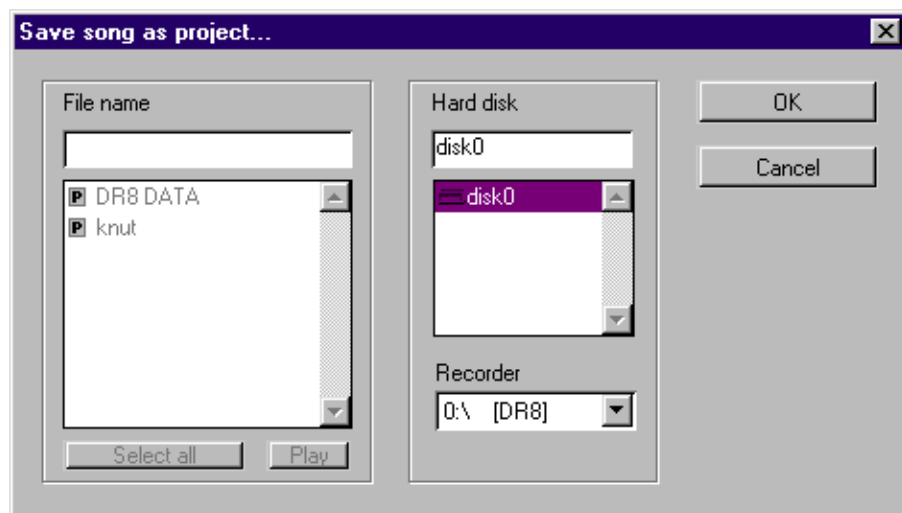 Save song as project...
File name
P DR8 DATA
P knut
Select all
Play
Hard disk
disk0
disk0
Recorder
0:\ [DR8]
OK
Cancel